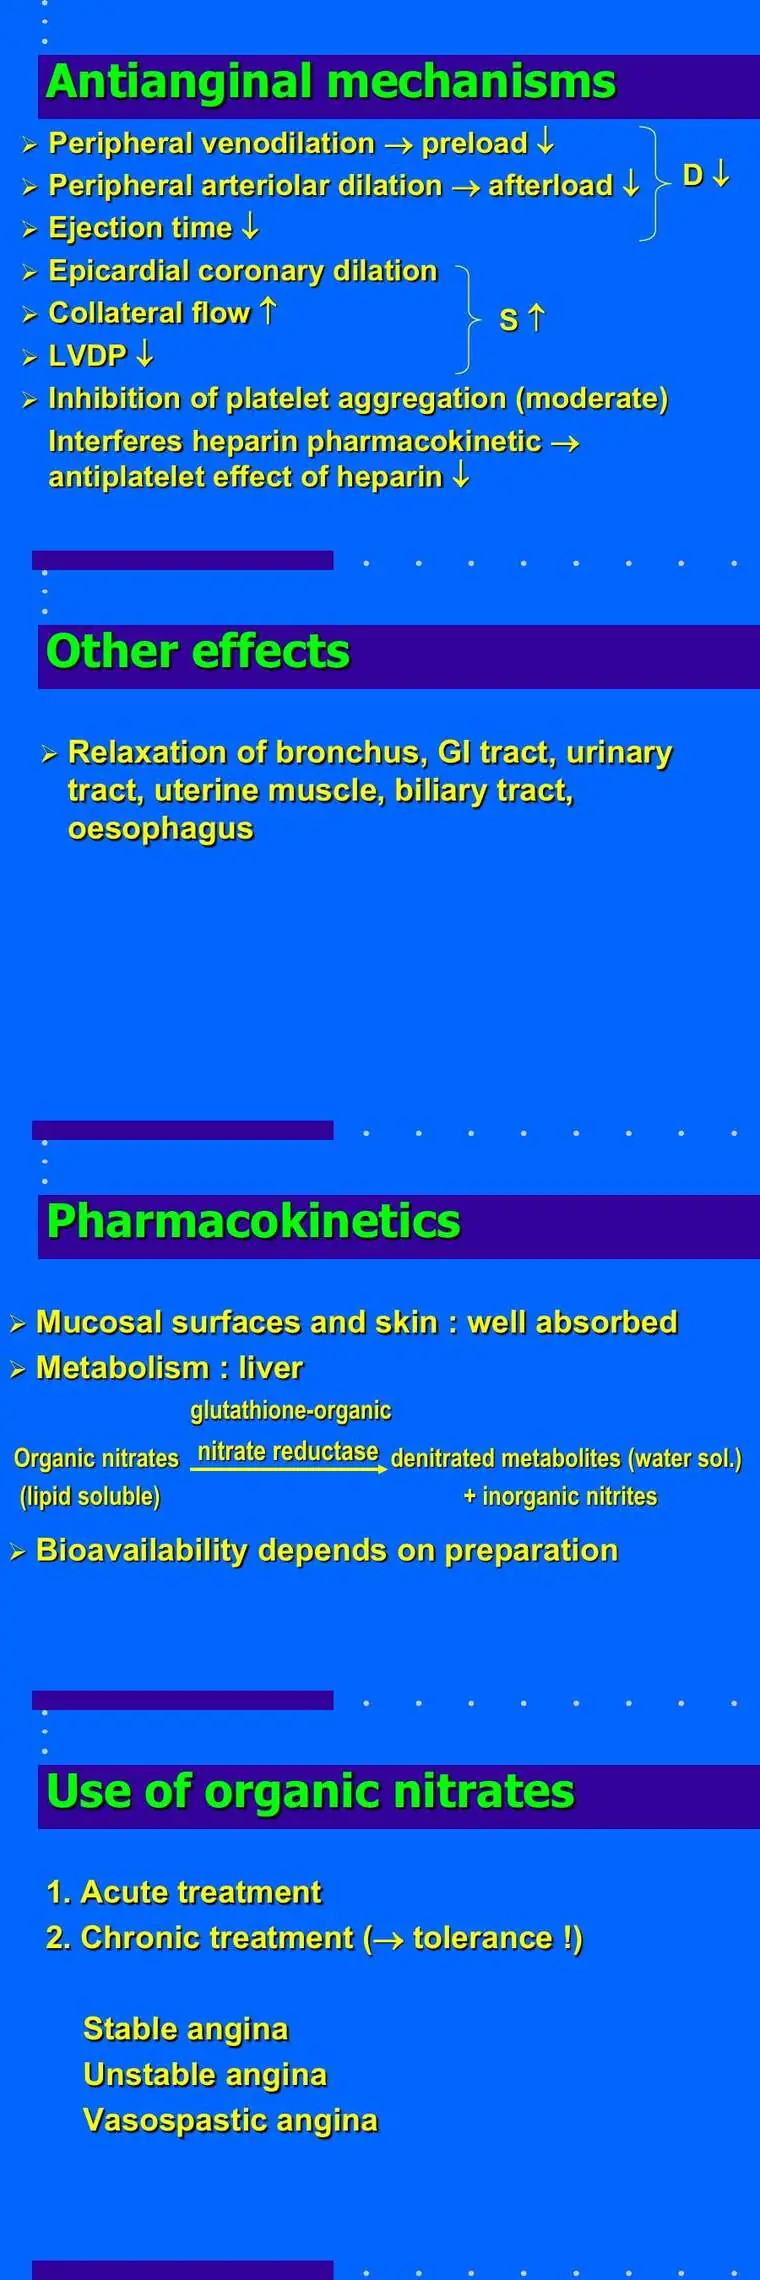 Antianginal mechanisms
➢ Peripheral venodilation → preload ↓
➢ Peripheral arteriolar dilation → afterload ↓
D ↓
➢ Ejection time ↓
➢ Epicardial coronary dilation
➢ Collateral flow ↑
S ↑
➢ LVDP ↓
➢ Inhibition of platelet aggregation (moderate)
Interferes heparin pharmacokinetic →
antiplatelet effect of heparin ↓
Other effects
➢ Relaxation of bronchus, GI tract, urinary
tract, uterine muscle, biliary tract,
oesophagus
Pharmacokinetics
➢ Mucosal surfaces and skin : well absorbed
➢ Metabolism : liver
glutathione-organic
Organic nitrates nitrate reductase denitrated metabolites (water sol.)
(lipid soluble) + inorganic nitrites
➢ Bioavailability depends on preparation
Use of organic nitrates
1. Acute treatment
2. Chronic treatment (→ tolerance !)
Stable angina
Unstable angina
Vasospastic angina